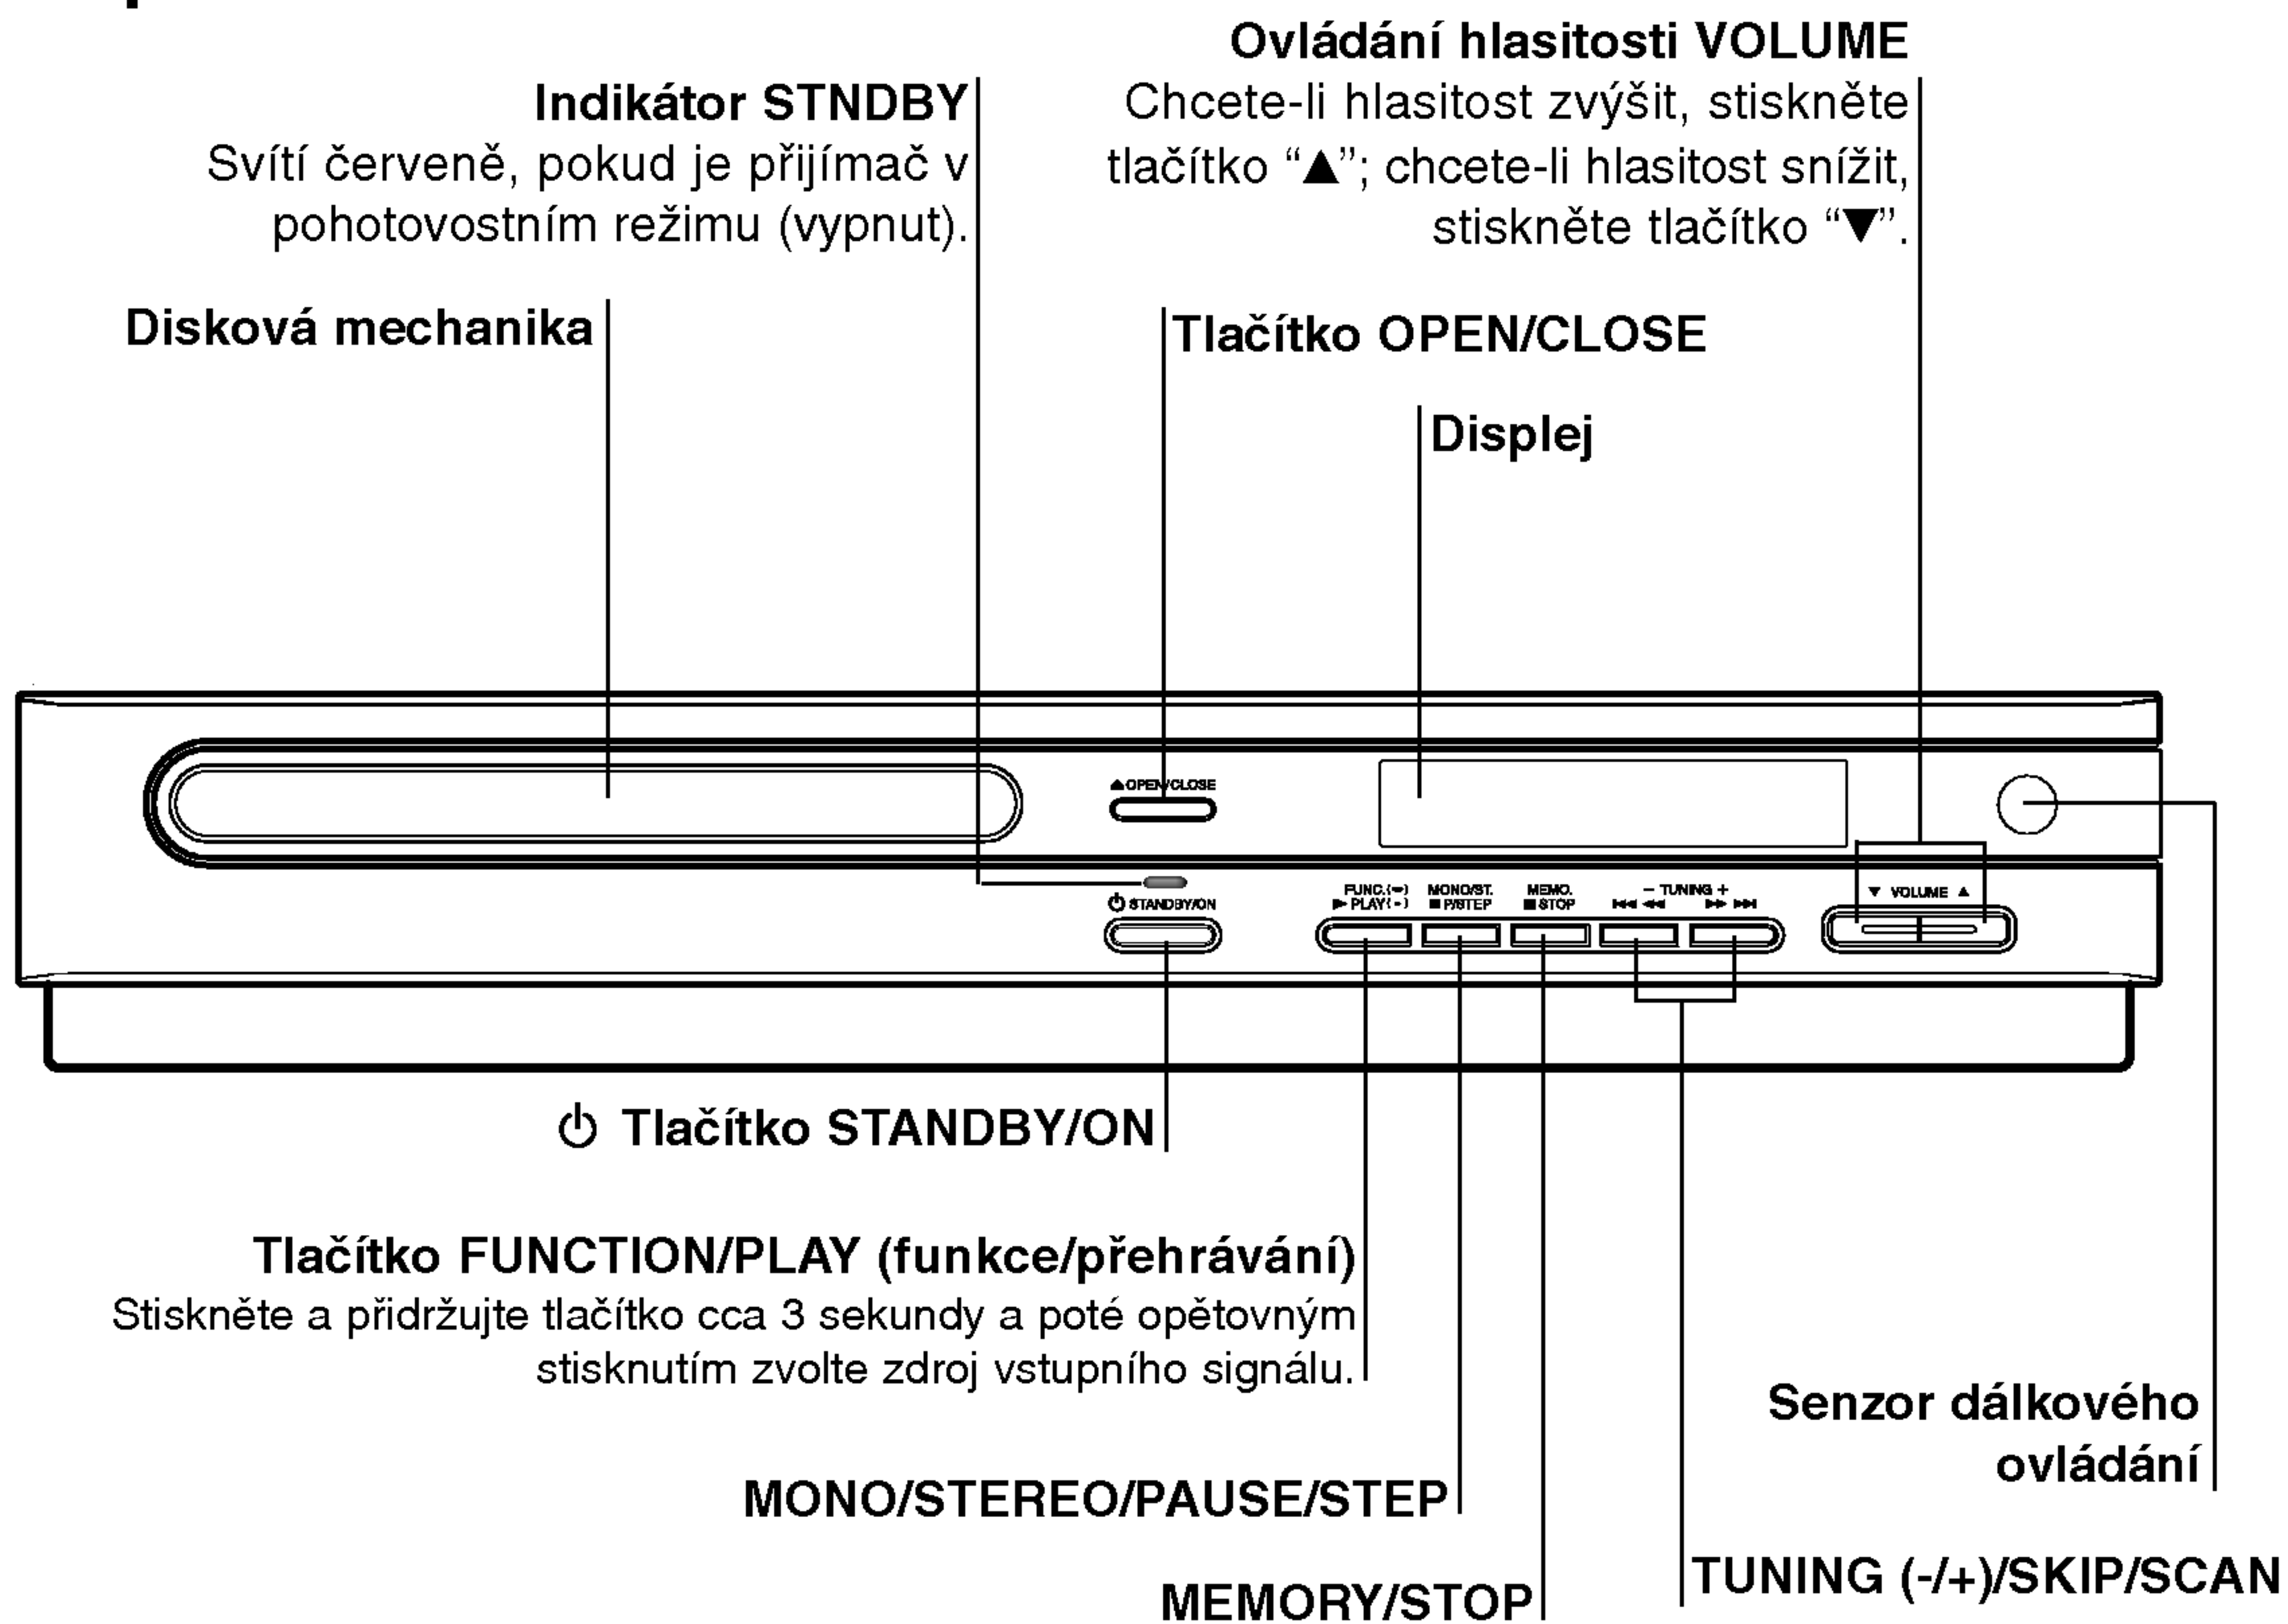 Ovládání hlasitosti VOLUME
Chcete-li hlasitost zvýšit, stiskněte
tlačítko “▲”; chcete-li hlasitost snížit,
stiskněte tlačítko “▼”.
Indikátor STNDBY
Svítí červeně, pokud je přijímač v
pohotovostním režimu (vypnut).
Disková mechanika
Tlačítko OPEN/CLOSE
Displej
▲ OPEN/CLOSE
⏻ STANDBY/ON
FUNC.(━)
► PLAY(-)
MONO/ST.
■ P/STEP
MEMO.
■ STOP
− TUNING +
⏮ ◀◀ ▶▶ ⏭
▼ VOLUME ▲
⏻ Tlačítko STANDBY/ON
Tlačítko FUNCTION/PLAY (funkce/přehrávání)
Stiskněte a přidržujte tlačítko cca 3 sekundy a poté opětovným
stisknutím zvolte zdroj vstupního signálu.
Senzor dálkového
ovládání
MONO/STEREO/PAUSE/STEP
TUNING (-/+)/SKIP/SCAN
MEMORY/STOP